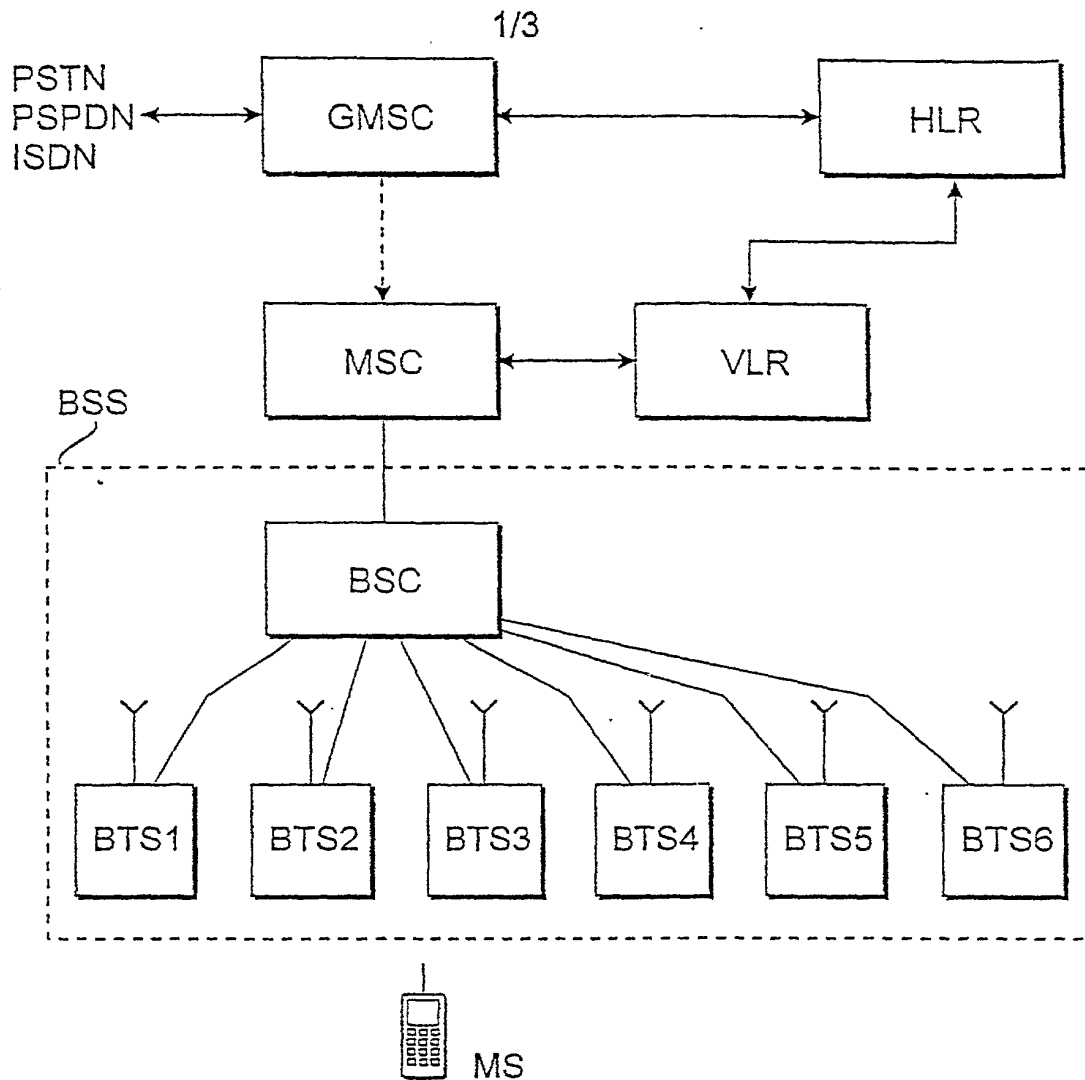 1/3
PSTN
PSPDN
ISDN
GMSC
HLR
MSC
VLR
BSS
BSC
BTS1
BTS2
BTS3
BTS4
BTS5
BTS6
MS